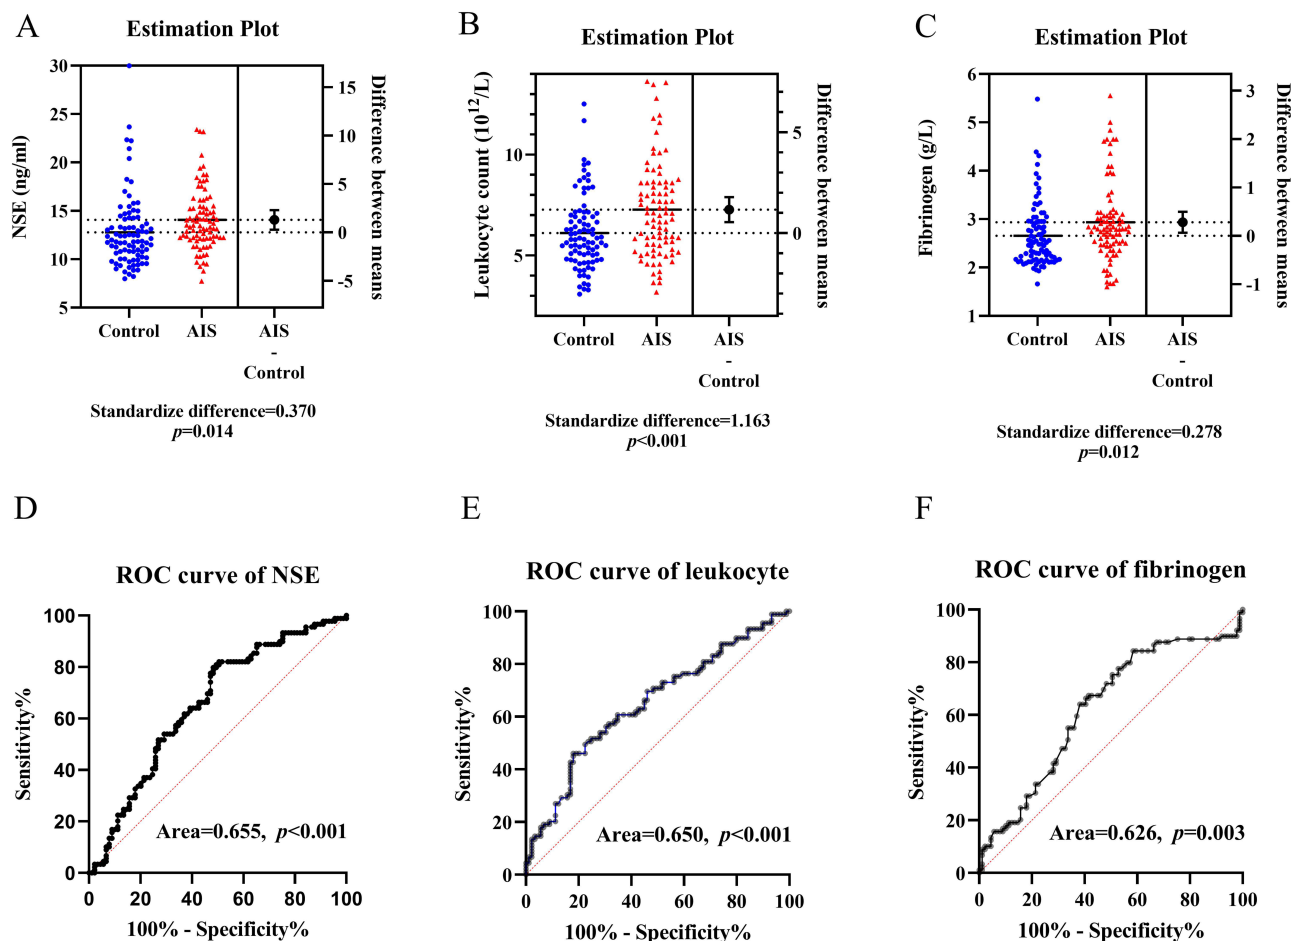 A
Estimation Plot
NSE (ng/ml)
30
25
20
15
10
5
15
10
5
0
-5
Difference between means
Control
AIS
AIS
-
Control
Standardize difference=0.370
p=0.014
B
Estimation Plot
Leukocyte count (10¹²/L)
10
5
5
0
Difference between means
Control
AIS
AIS
-
Control
Standardize difference=1.163
p<0.001
C
Estimation Plot
Fibrinogen (g/L)
6
5
4
3
2
1
3
2
1
0
-1
Difference between means
Control
AIS
AIS
-
Control
Standardize difference=0.278
p=0.012
D
ROC curve of NSE
Sensitivity%
100
80
60
40
20
0
Area=0.655, p<0.001
0 20 40 60 80 100
100% - Specificity%
E
ROC curve of leukocyte
Sensitivity%
100
80
60
40
20
0
Area=0.650, p<0.001
0 20 40 60 80 100
100% - Specificity%
F
ROC curve of fibrinogen
Sensitivity%
100
80
60
40
20
0
Area=0.626, p=0.003
0 20 40 60 80 100
100% - Specificity%